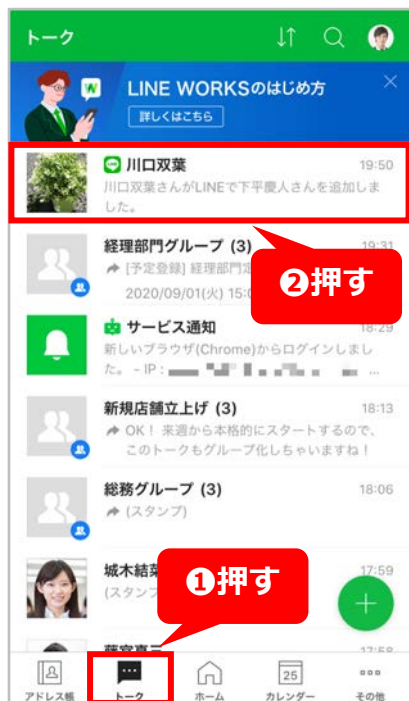 トーク
LINE WORKSのはじめ方
詳しくはこちら
川口双葉 19:50
川口双葉さんがLINEで下平慶人さんを追加しま
した。
経理部門グループ (3) 19:31
[予定登録] 経理部門定
2020/09/01(火) 15:0
❷押す
サービス通知 18:29
新しいブラウザ(Chrome)からログインしまし
た。 - IP : ...
新規店舗立上げ (3) 18:13
OK！ 来週から本格的にスタートするので、
このトークもグループ化しちゃいますね！
総務グループ (3) 18:06
(スタンプ)
城木結菜 17:59
(スタンプ
❶押す
17:58
アドレス帳 トーク ホーム 25 カレンダー その他